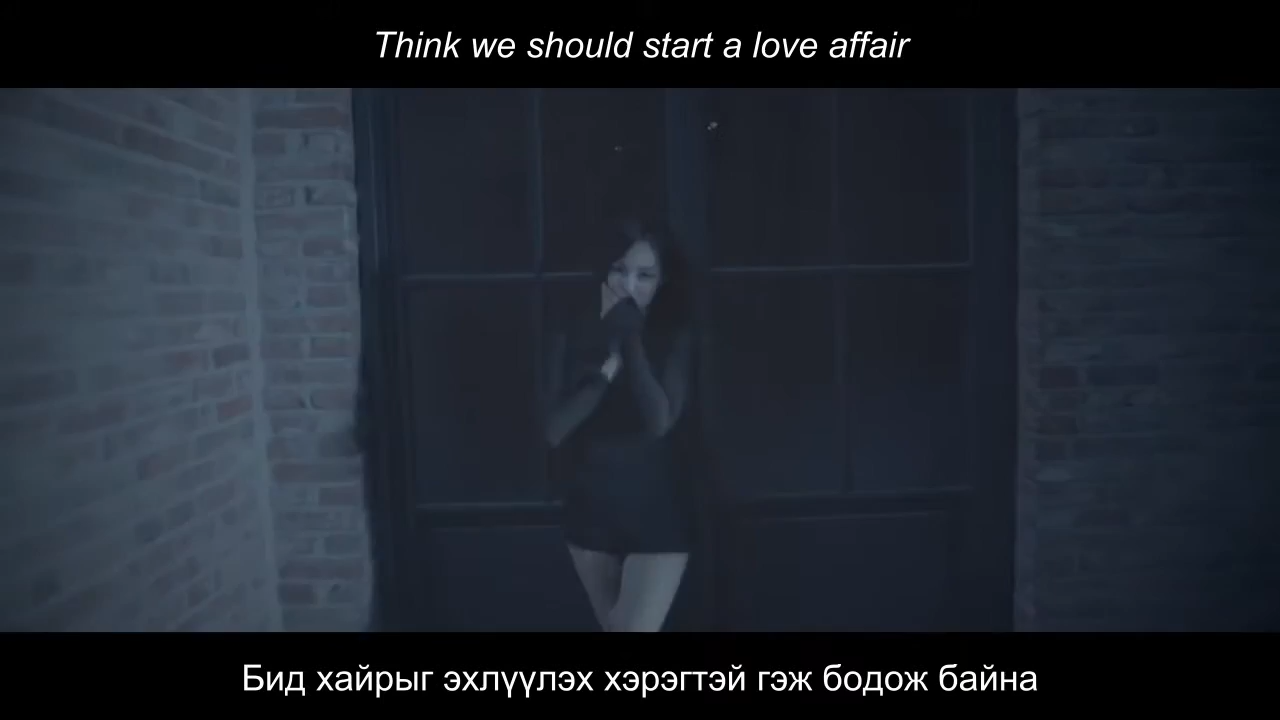 Think we should start a love affair
Бид хайрыг эхлүүлэх хэрэгтэй гэж бодож байна